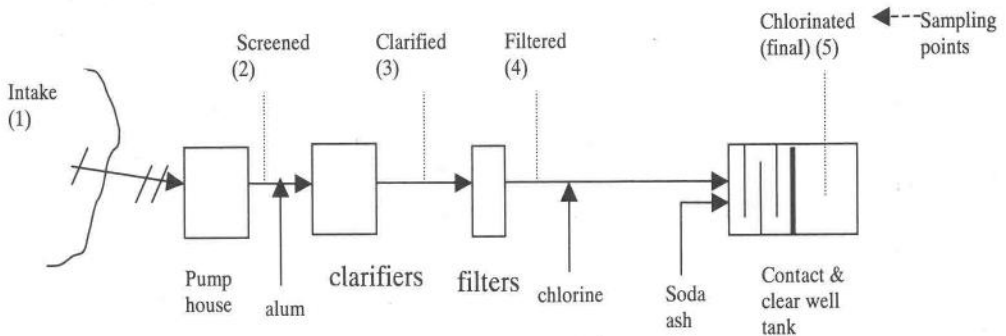 Intake
(1)
Screened
(2)
Clarified
(3)
Filtered
(4)
Chlorinated
(final) (5)
Sampling
points
Pump
house
alum
clarifiers
filters
chlorine
Soda
ash
Contact &
clear well
tank